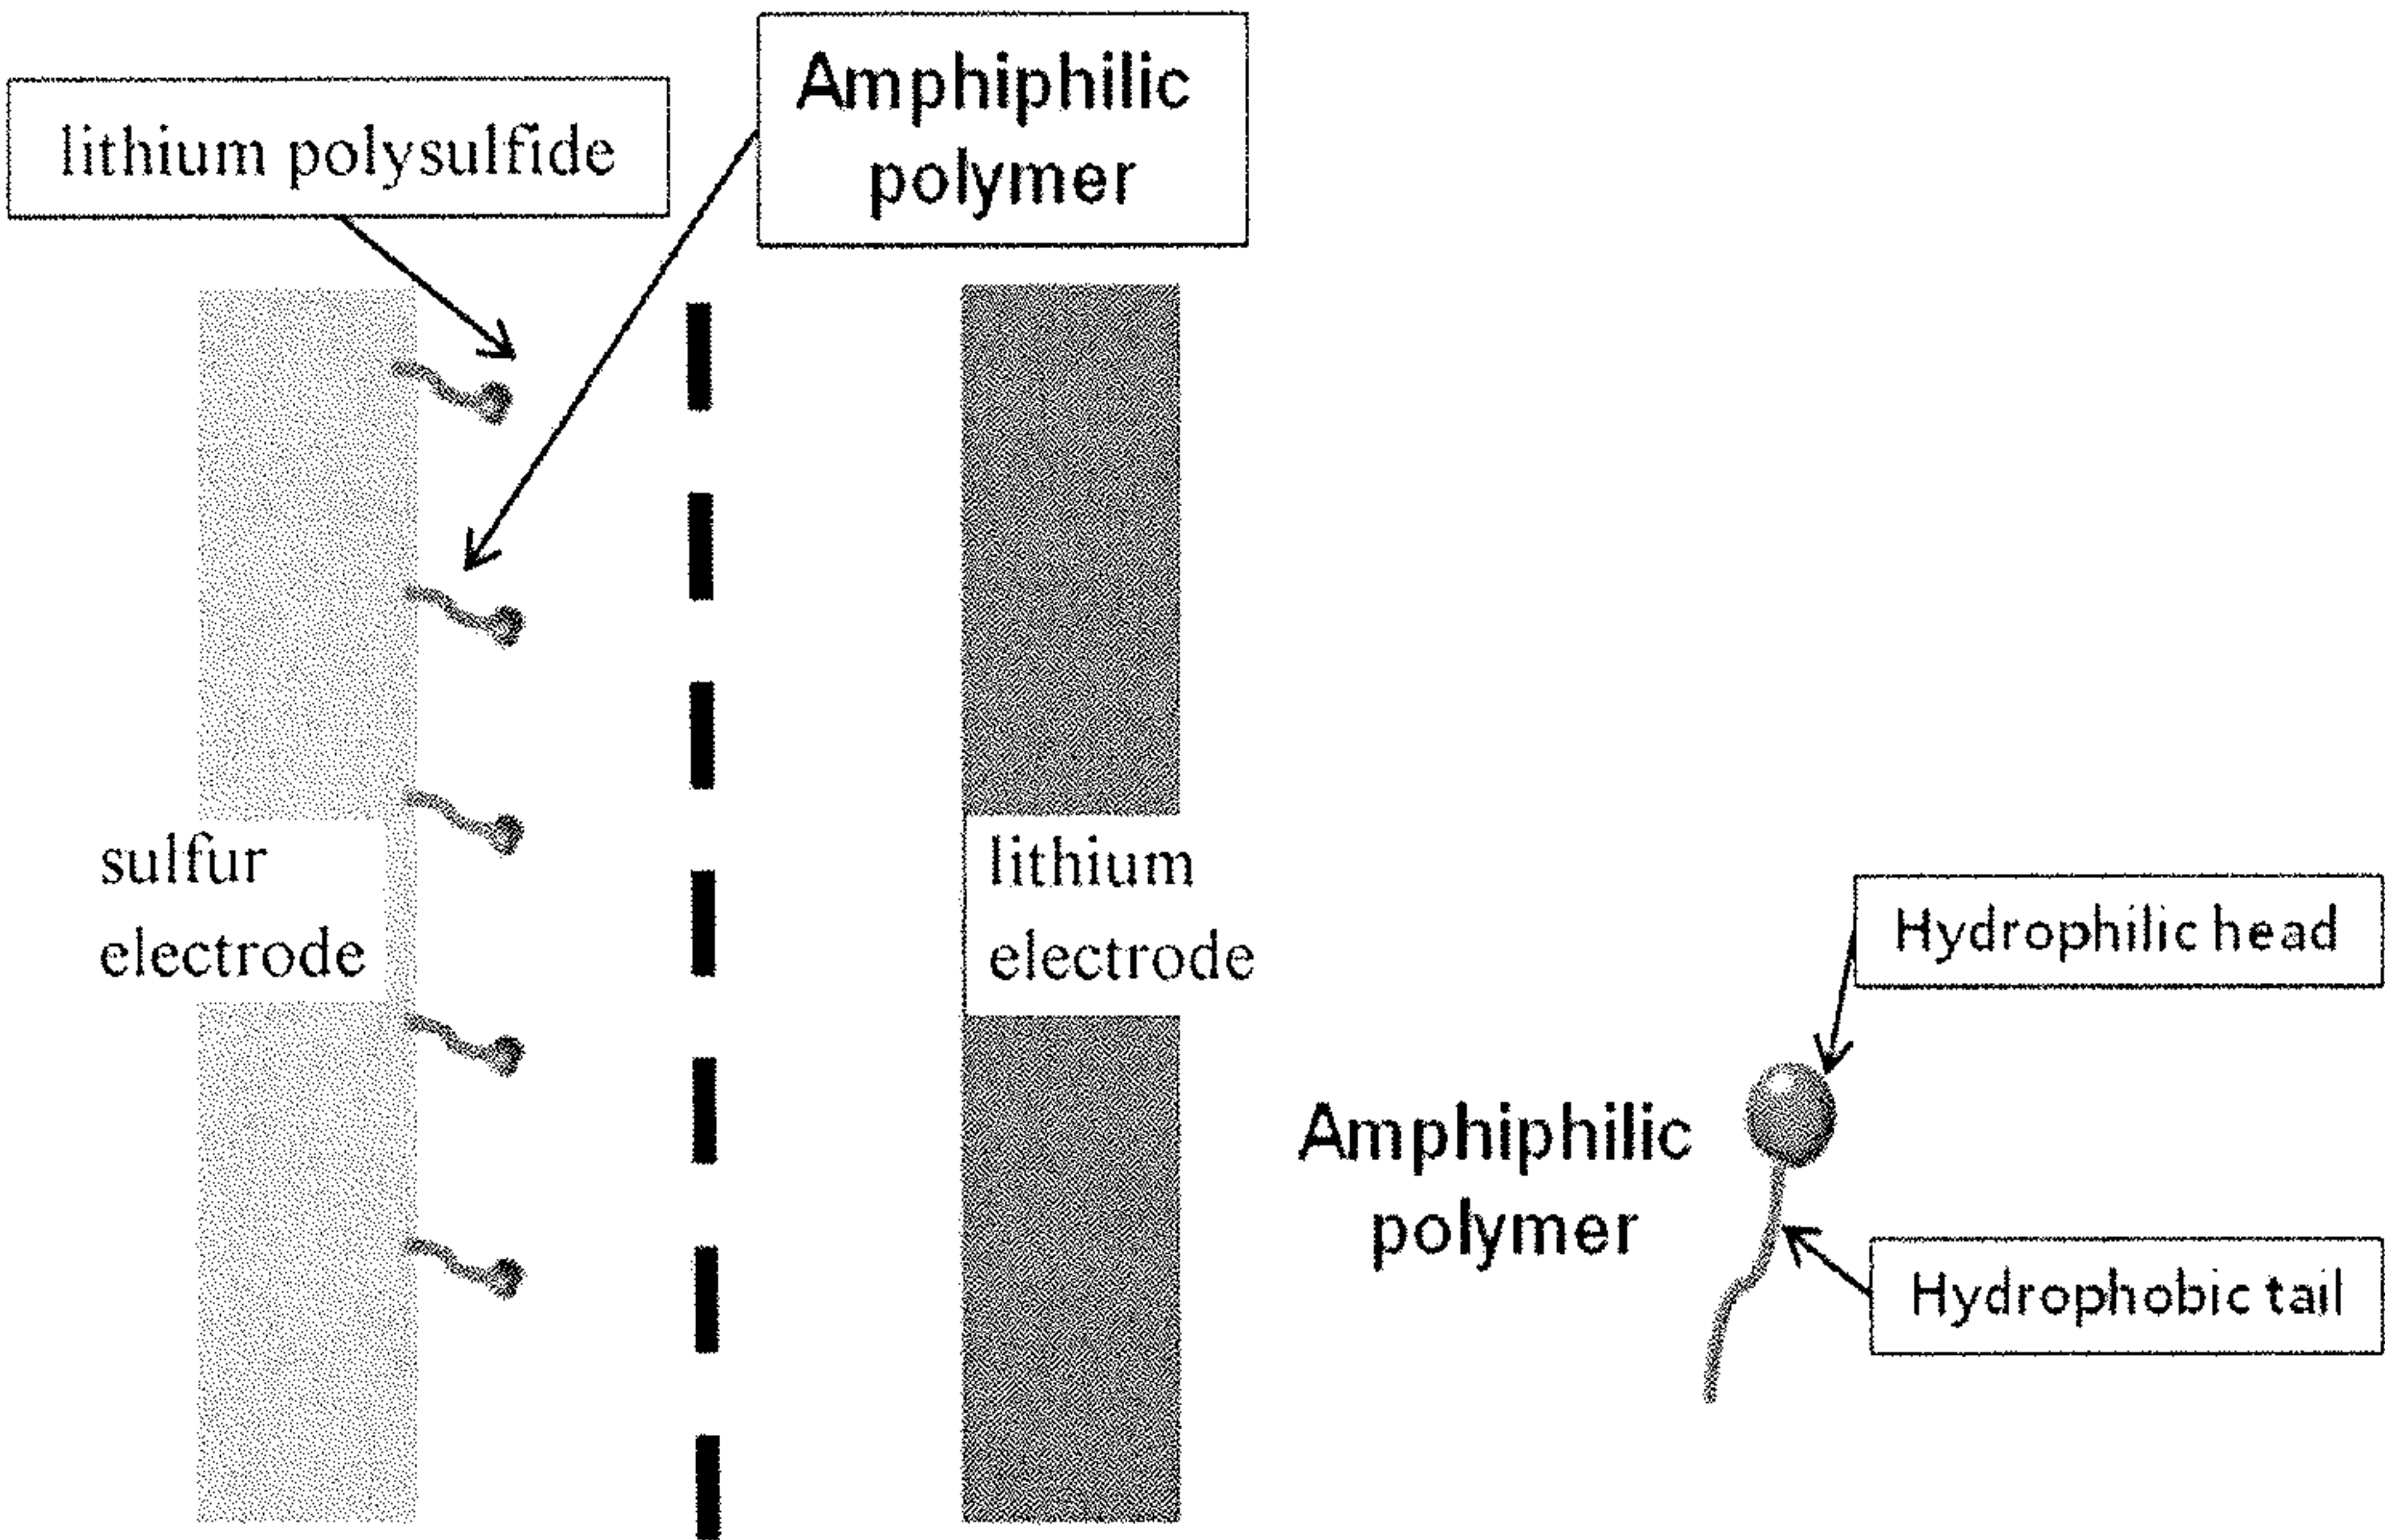 lithium polysulfide
Amphiphilic
polymer
sulfur
electrode
lithium
electrode
Amphiphilic
polymer
Hydrophilic head
Hydrophobic tail